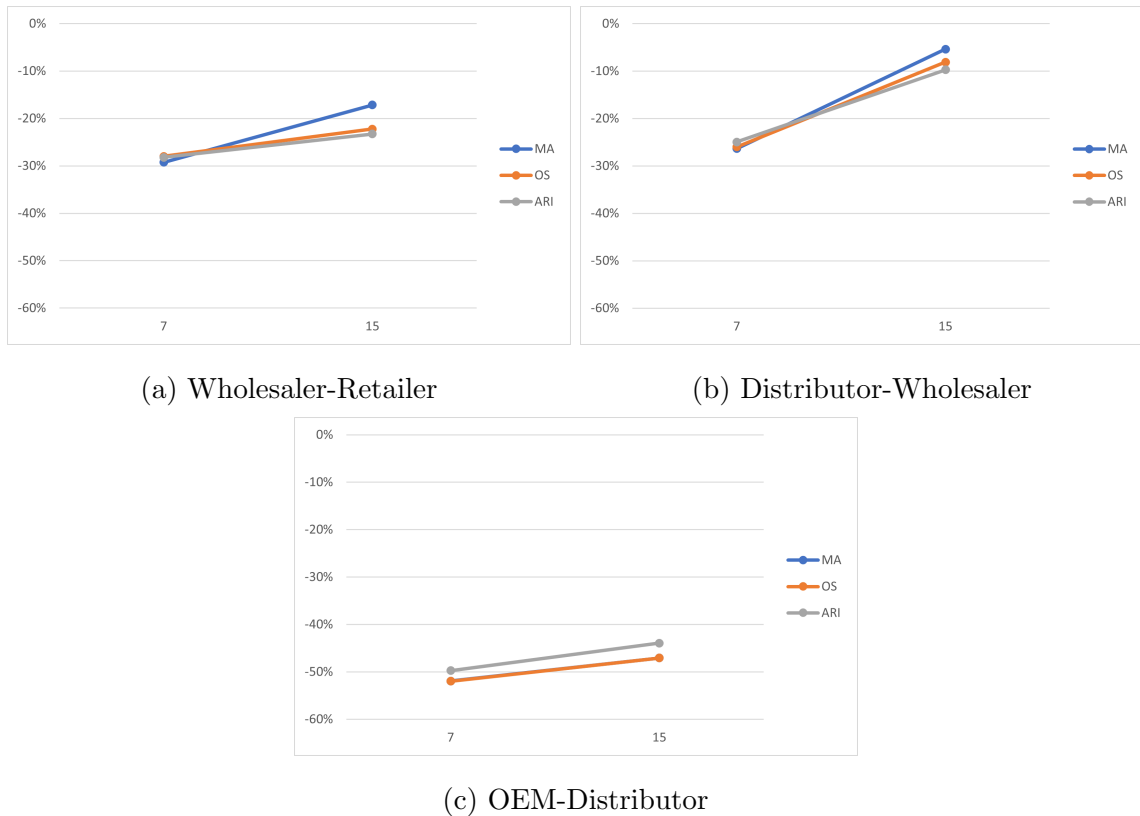 0%
-10%
-20%
-30%
-40%
-50%
-60%
7 15
MA
OS
ARI
(a) Wholesaler-Retailer
0%
-10%
-20%
-30%
-40%
-50%
-60%
7 15
MA
OS
ARI
(b) Distributor-Wholesaler
0%
-10%
-20%
-30%
-40%
-50%
-60%
7 15
MA
OS
ARI
(c) OEM-Distributor